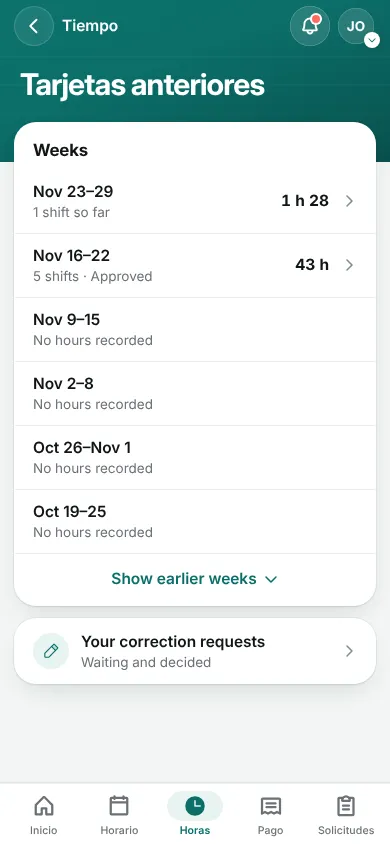 Tiempo
JO
Tarjetas anteriores
Weeks
Nov 23–29
1 shift so far
1 h 28
Nov 16–22
5 shifts · Approved
43 h
Nov 9–15
No hours recorded
Nov 2–8
No hours recorded
Oct 26–Nov 1
No hours recorded
Oct 19–25
No hours recorded
Show earlier weeks
Your correction requests
Waiting and decided
Inicio
Horario
Horas
Pago
Solicitudes